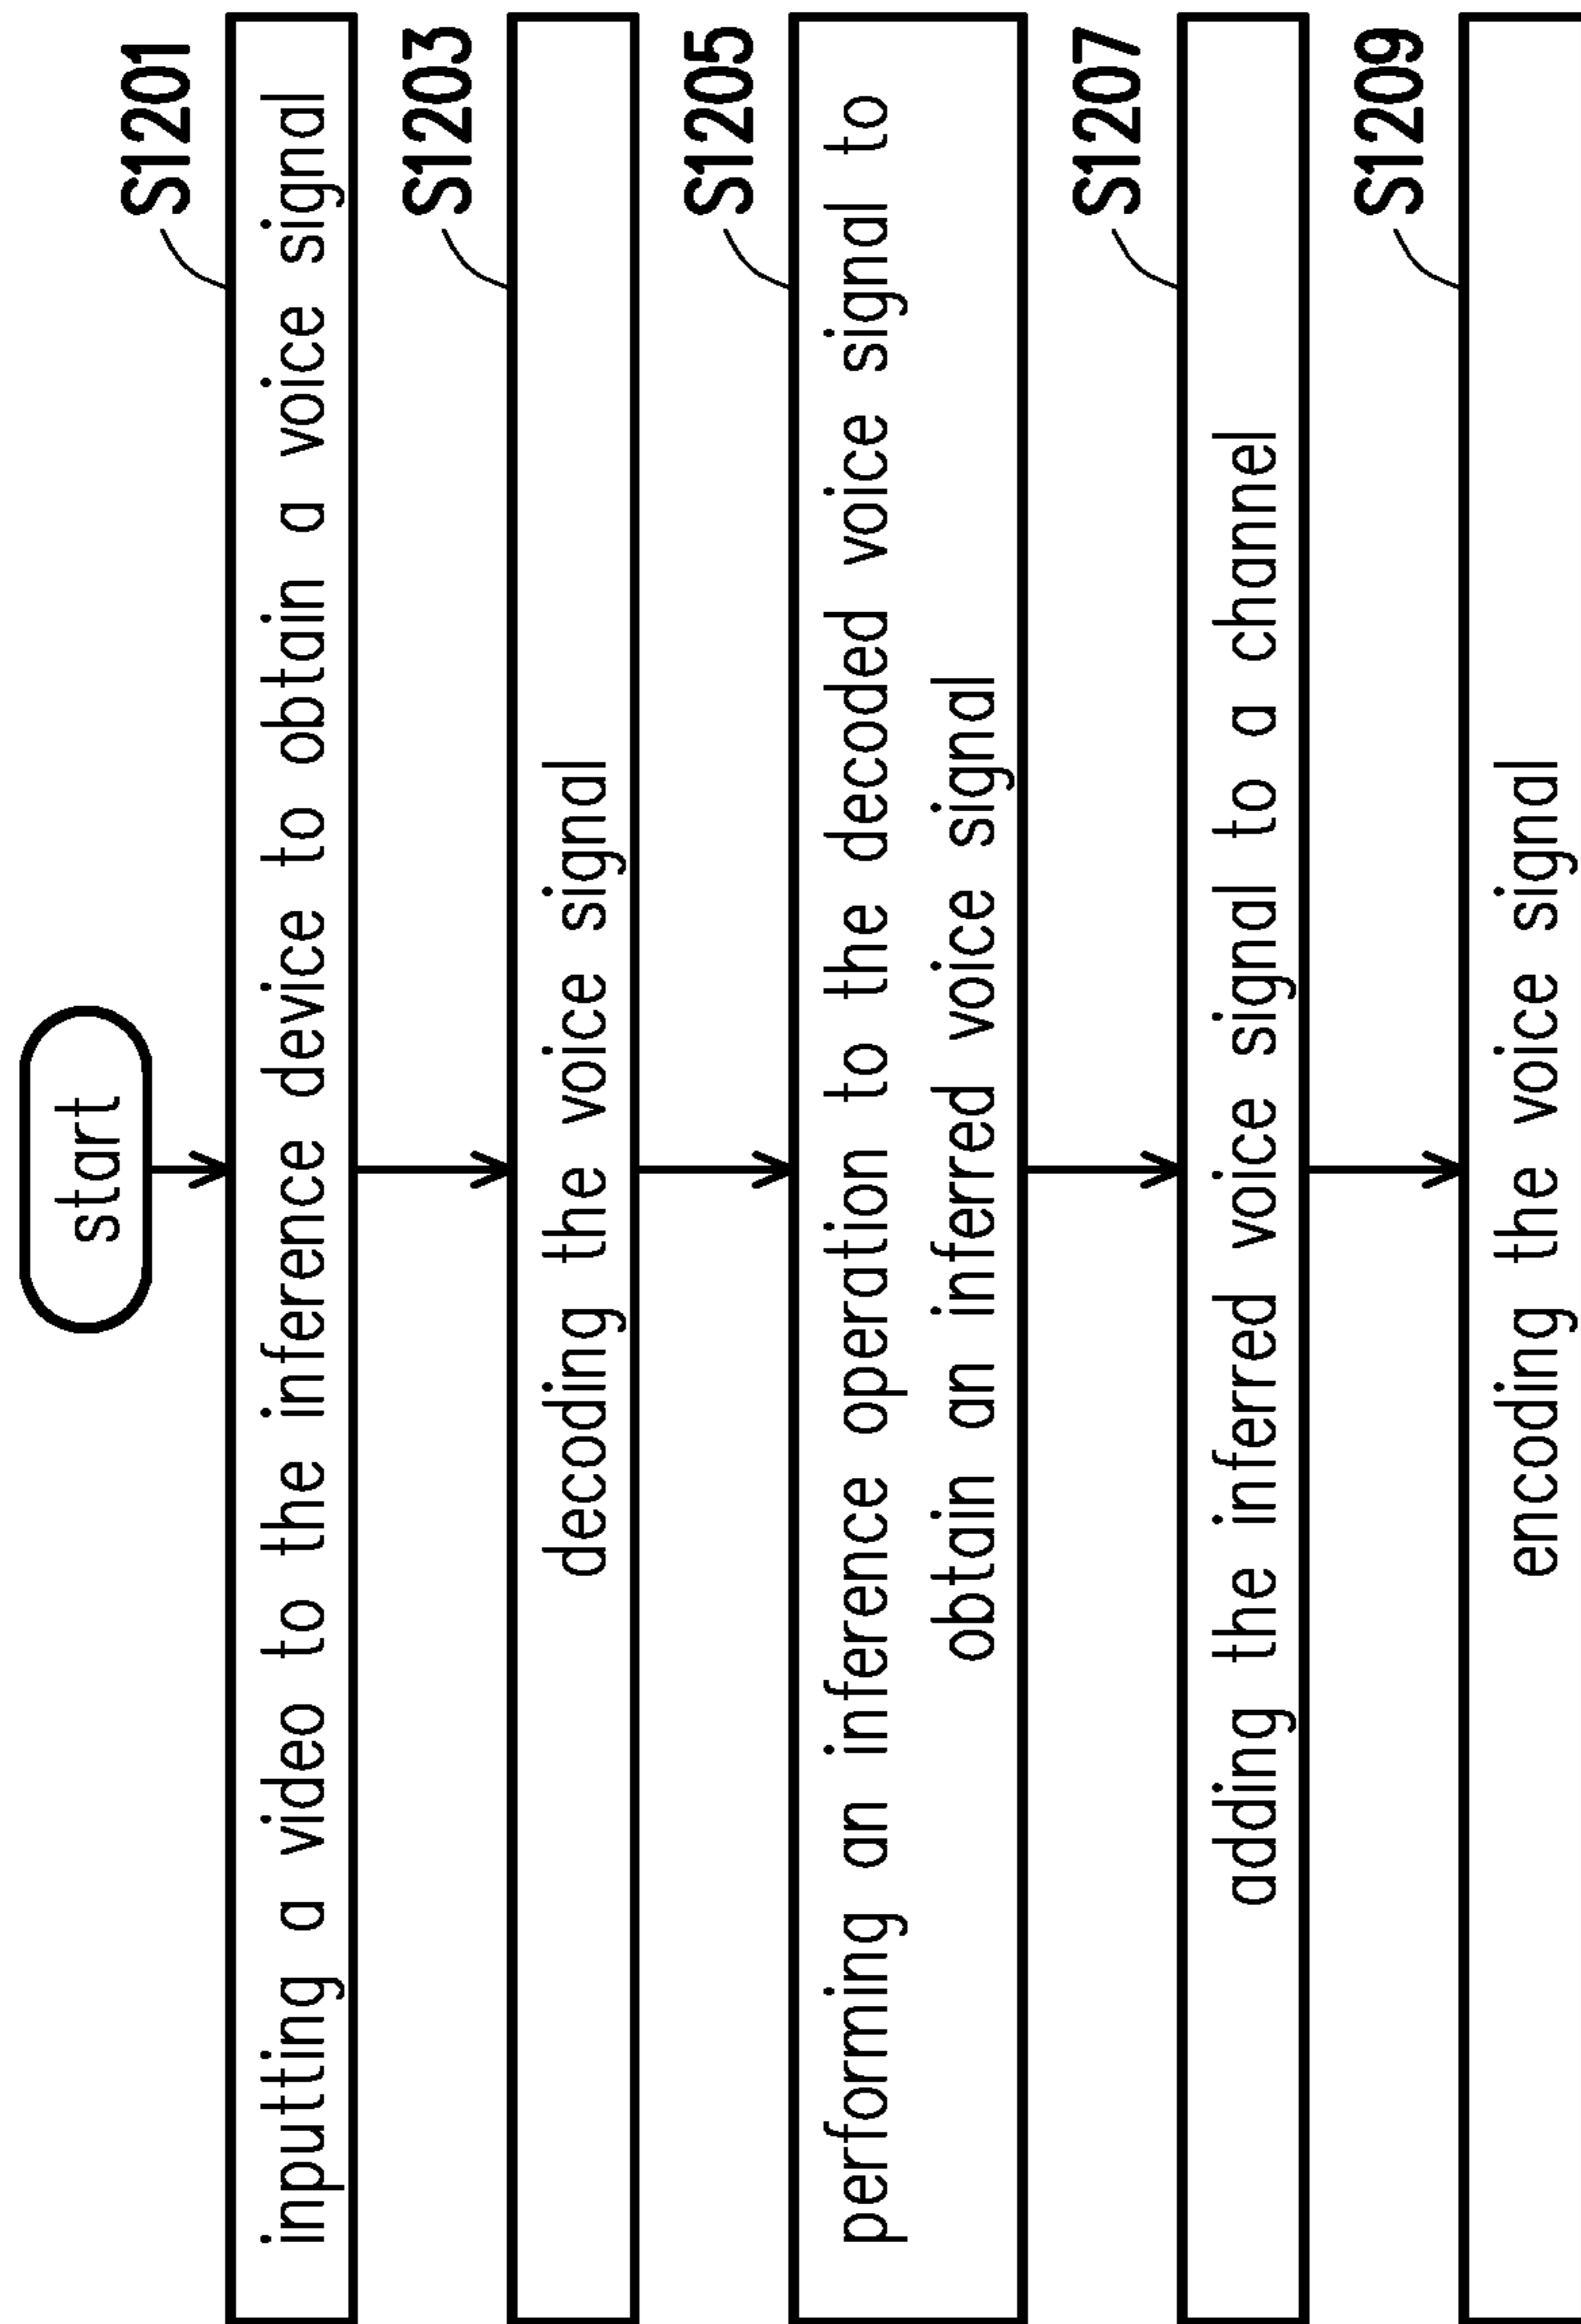 start
S1201
inputting a video to the inference device to obtain a voice signal
S1203
decoding the voice signal
S1205
performing an inference operation to the decoded voice signal to
obtain an inferred voice signal
S1207
adding the inferred voice signal to a channel
S1209
encoding the voice signal